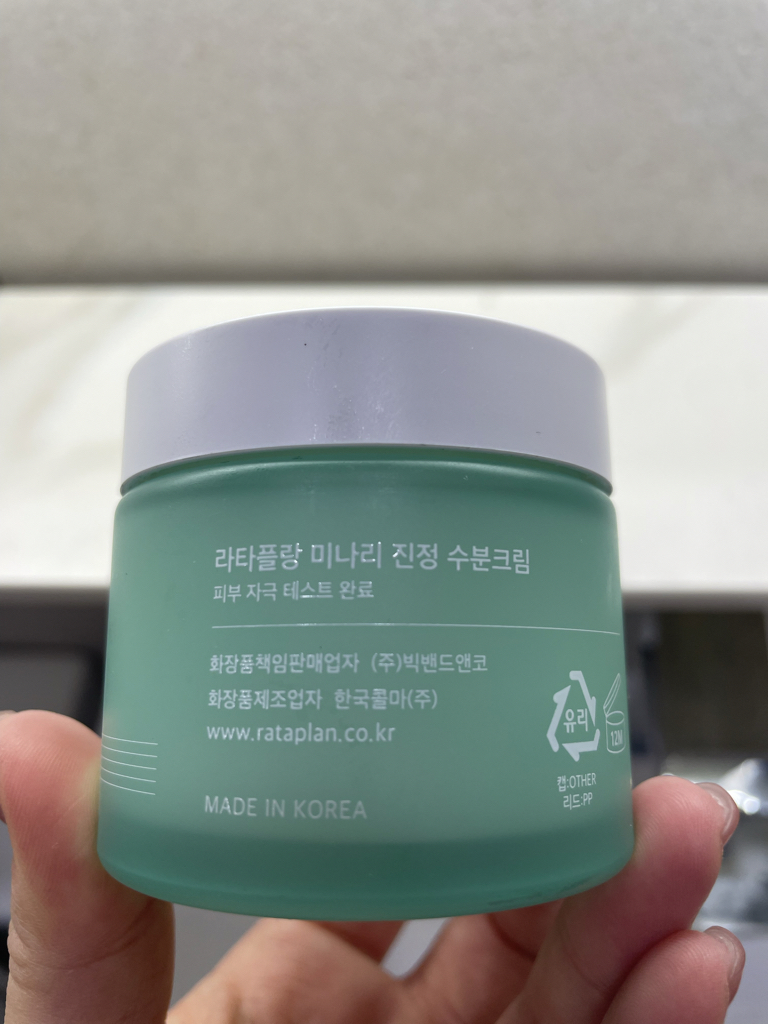 라타플랑 미나리 진정 수분크림
피부 자극 테스트 완료
화장품책임판매업자 (주)빅밴드앤코
화장품제조업자 한국콜마(주)
www.rataplan.co.kr
MADE IN KOREA
유리
12M
캡:OTHER
리드:PP